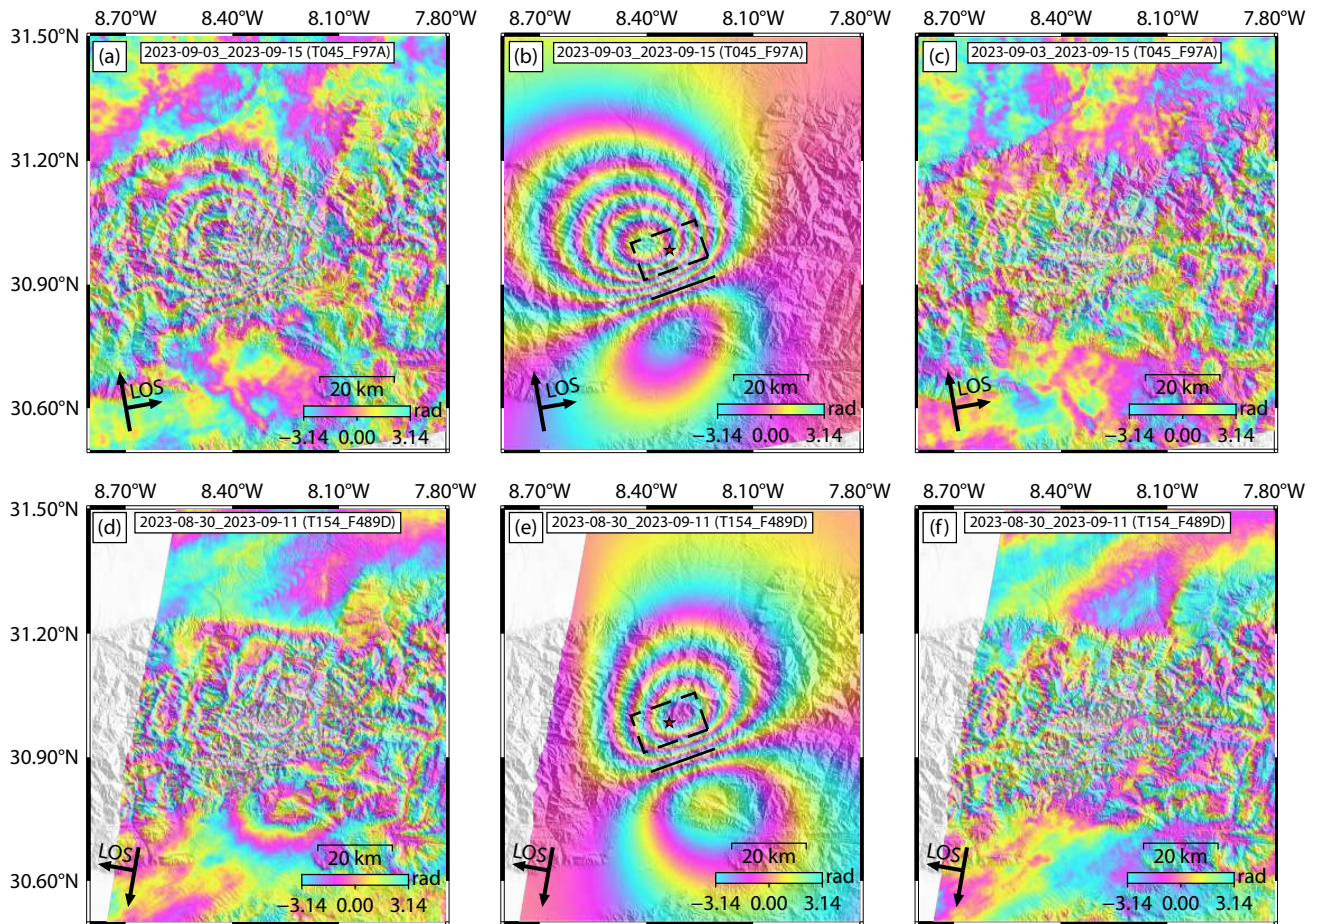 8.70°W 8.40°W 8.10°W 7.80°W 8.70°W 8.40°W 8.10°W 7.80°W 8.70°W 8.40°W 8.10°W 7.80°W
31.50°N
(a) 2023-09-03_2023-09-15 (T045_F97A)
(b) 2023-09-03_2023-09-15 (T045_F97A)
(c) 2023-09-03_2023-09-15 (T045_F97A)
31.20°N
30.90°N
30.60°N
LOS
20 km
rad
−3.14 0.00 3.14
LOS
20 km
rad
−3.14 0.00 3.14
LOS
20 km
rad
−3.14 0.00 3.14
8.70°W 8.40°W 8.10°W 7.80°W 8.70°W 8.40°W 8.10°W 7.80°W 8.70°W 8.40°W 8.10°W 7.80°W
31.50°N
(d) 2023-08-30_2023-09-11 (T154_F489D)
(e) 2023-08-30_2023-09-11 (T154_F489D)
(f) 2023-08-30_2023-09-11 (T154_F489D)
31.20°N
30.90°N
30.60°N
LOS
20 km
rad
−3.14 0.00 3.14
LOS
20 km
rad
−3.14 0.00 3.14
LOS
20 km
rad
−3.14 0.00 3.14